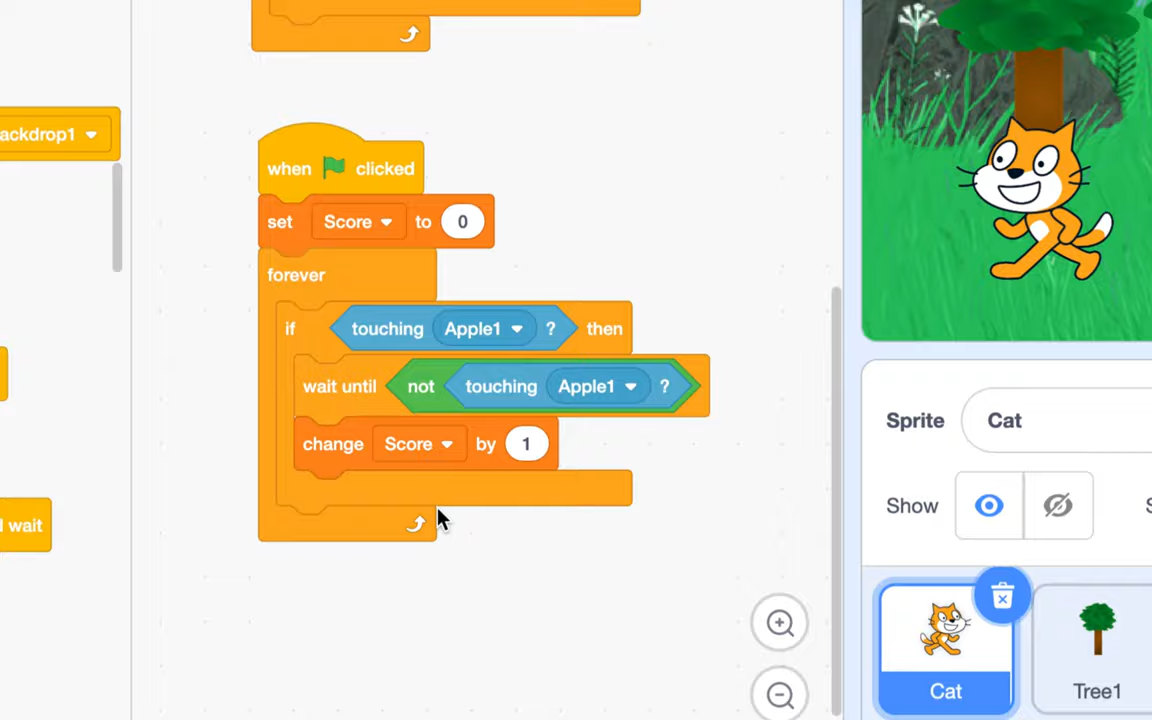 ackdrop1
when clicked
set Score to 0
forever
if touching Apple1 ? then
wait until not touching Apple1 ?
change Score by 1
l wait
Sprite Cat
Show S
Cat
Tree1